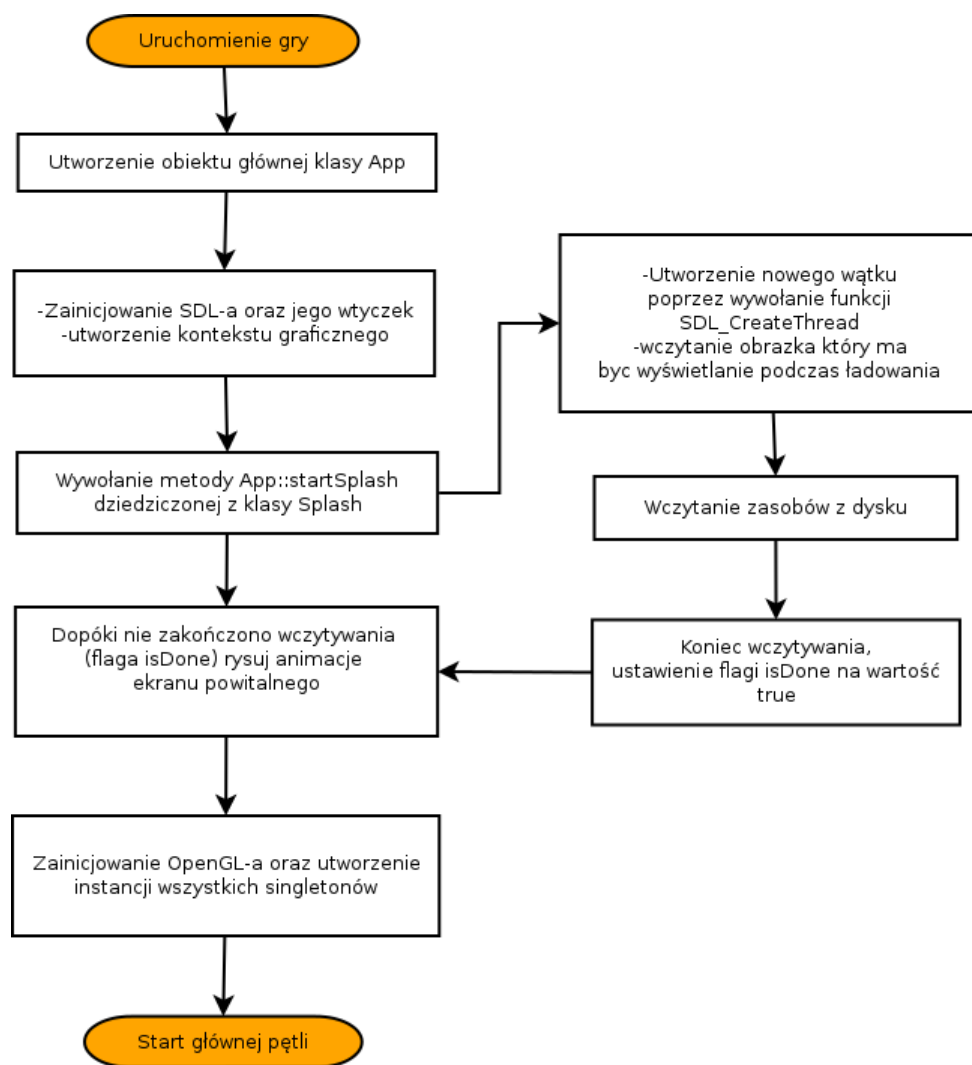 Uruchomienie gry
Utworzenie obiektu głównej klasy App
-Zainicjowanie SDL-a oraz jego wtyczek
-utworzenie kontekstu graficznego
-Utworzenie nowego wątku
poprzez wywołanie funkcji
SDL_CreateThread
-wczytanie obrazka który ma
byc wyświetlanie podczas ładowania
Wywołanie metody App::startSplash
dziedziczonej z klasy Splash
Wczytanie zasobów z dysku
Dopóki nie zakończono wczytywania
(flaga isDone) rysuj animacje
ekranu powitalnego
Koniec wczytywania,
ustawienie flagi isDone na wartość
true
Zainicjowanie OpenGL-a oraz utworzenie
instancji wszystkich singletonów
Start głównej pętli